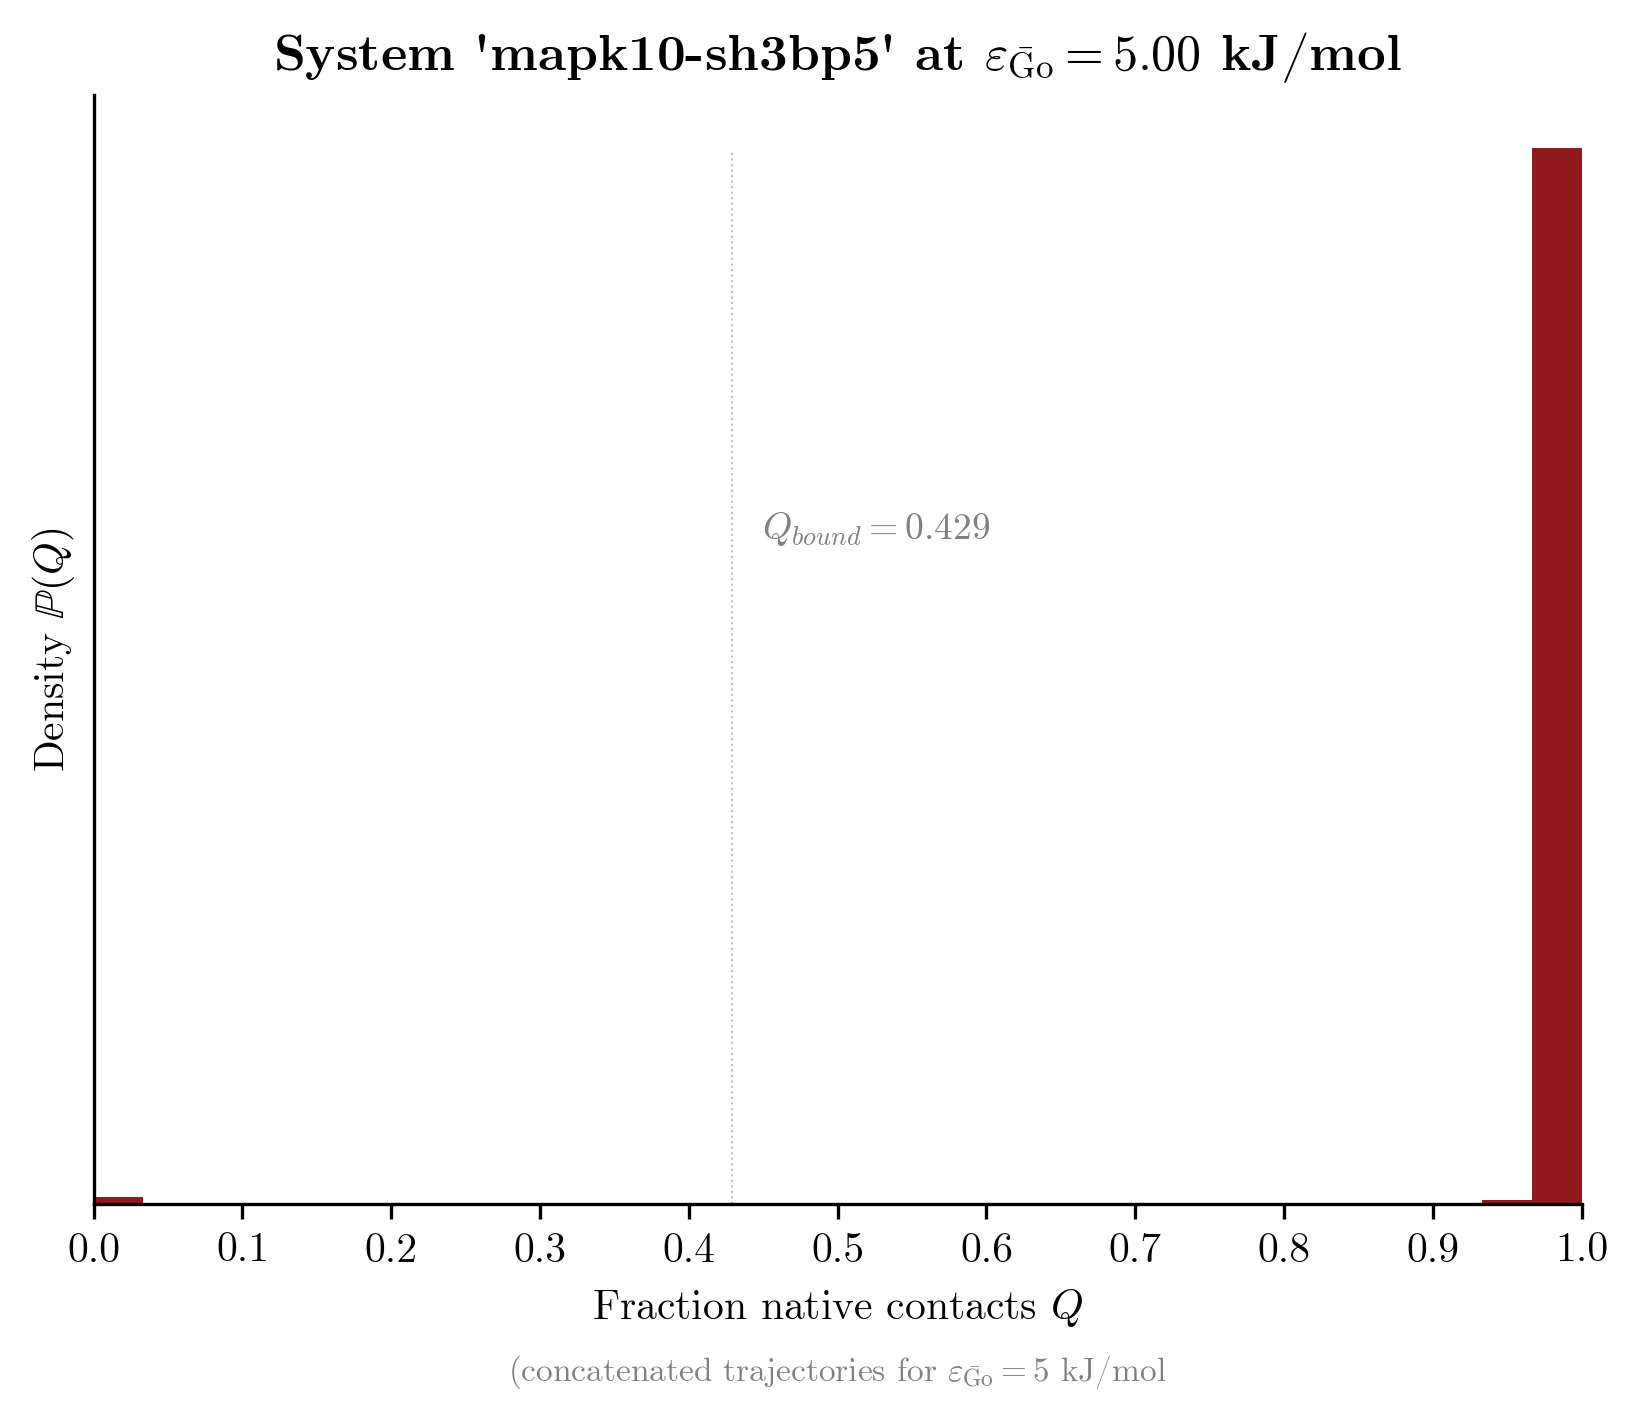 System 'mapk10-sh3bp5' at ε_Ḡo = 5.00 kJ/mol
Density ℙ(Q)
Q_bound = 0.429
0.0 0.1 0.2 0.3 0.4 0.5 0.6 0.7 0.8 0.9 1.0
Fraction native contacts Q
(concatenated trajectories for ε_Ḡo = 5 kJ/mol